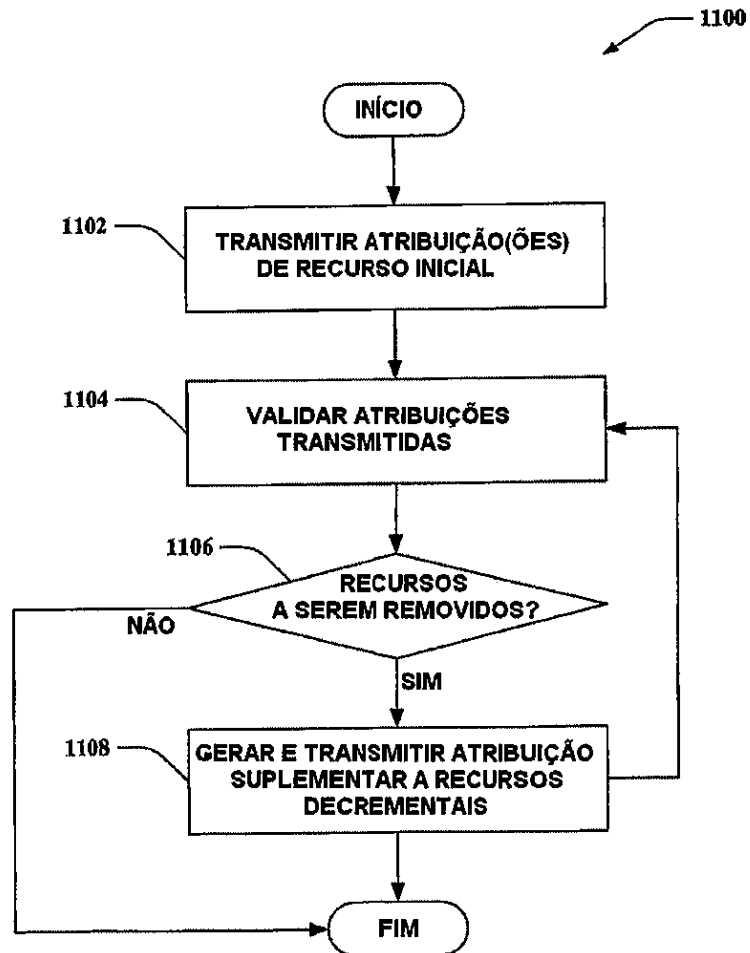 1100
INÍCIO
1102
TRANSMITIR ATRIBUIÇÃO(ÕES)
DE RECURSO INICIAL
1104
VALIDAR ATRIBUIÇÕES
TRANSMITIDAS
1106
RECURSOS
A SEREM REMOVIDOS?
NÃO
SIM
1108
GERAR E TRANSMITIR ATRIBUIÇÃO
SUPLEMENTAR A RECURSOS
DECREMENTAIS
FIM